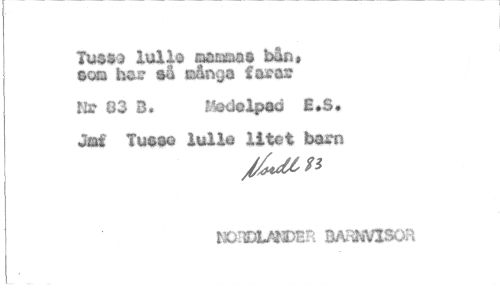 Tusse lulle mammas bån,
som har så många farar
Nr 83 B. Medelpad E.S.
Jmf Tusse lulle litet barn
Nordl 83
NORDLANDER BARNVISOR